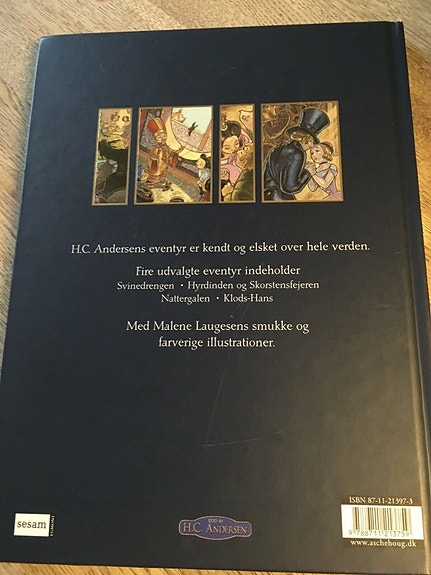 H.C. Andersens eventyr er kendt og elsket over hele verden.
Fire udvalgte eventyr indeholder
Svinedrengen • Hyrdinden og Skorstensfejeren
Nattergalen • Klods-Hans
Med Malene Laugesens smukke og
farverige illustrationer.
sesam
ISBN 87-11-21397-3
www.aschehoug.dk
H.C. ANDERSEN